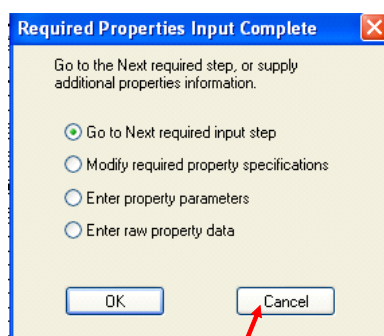 Required Properties Input Complete
Go to the Next required step, or supply
additional properties information.
Go to Next required input step
Modify required property specifications
Enter property parameters
Enter raw property data
OK
Cancel